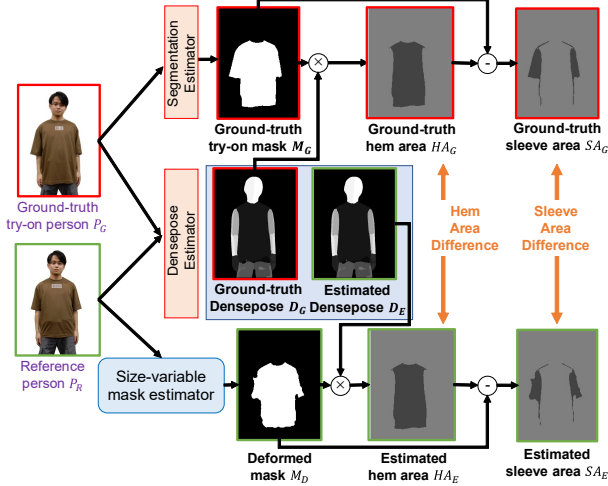 Segmentation
Estimator
×
-
Ground-truth
try-on mask M_G
Ground-truth
hem area HA_G
Ground-truth
sleeve area SA_G
Ground-truth
try-on person P_G
Densepose
Estimator
Ground-truth
Densepose D_G
Estimated
Densepose D_E
Hem
Area
Difference
Sleeve
Area
Difference
Reference
person P_R
Size-variable
mask estimator
×
-
Deformed
mask M_D
Estimated
hem area HA_E
Estimated
sleeve area SA_E